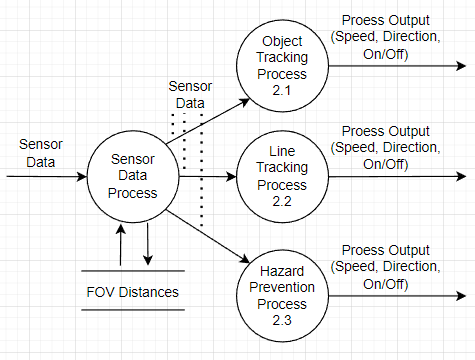 Object
Tracking
Process
2.1
Proess Output
(Speed, Direction,
On/Off)
Sensor
Data
Sensor
Data
Sensor
Data
Process
Line
Tracking
Process
2.2
Proess Output
(Speed, Direction,
On/Off)
FOV Distances
Hazard
Prevention
Process
2.3
Proess Output
(Speed, Direction,
On/Off)